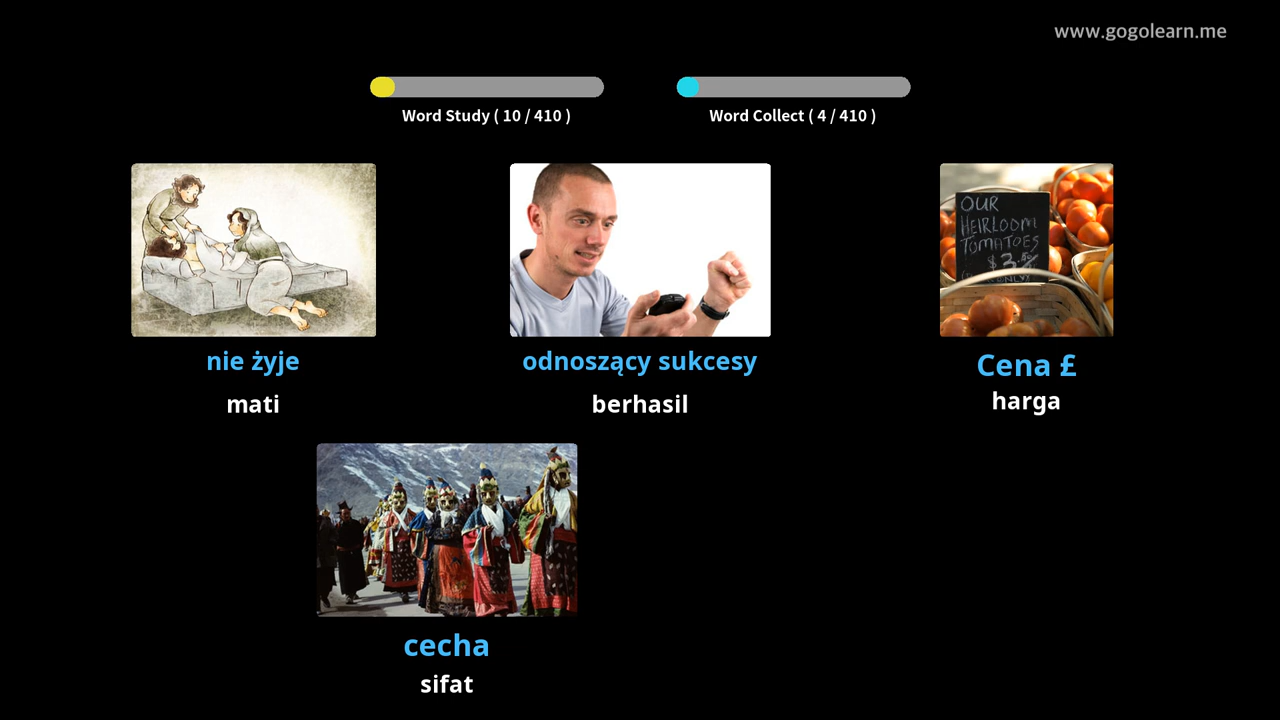 www.gogolearn.me
Word Study ( 10 / 410 )
Word Collect ( 4 / 410 )
OUR
HEIRLOOM
TOMATOES
nie żyje
mati
odnoszący sukcesy
berhasil
Cena £
harga
cecha
sifat